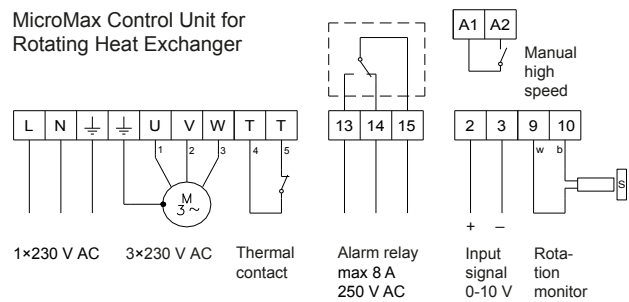 MicroMax Control Unit for
Rotating Heat Exchanger
A1 A2
Manual
high
speed
L N U V W T T
13 14 15
2 3 9 10
1 2 3 4 5
w b
M
3~
S
+ –
1×230 V AC
3×230 V AC
Thermal
contact
Alarm relay
max 8 A
250 V AC
Input
signal
0-10 V
Rota-
tion
monitor